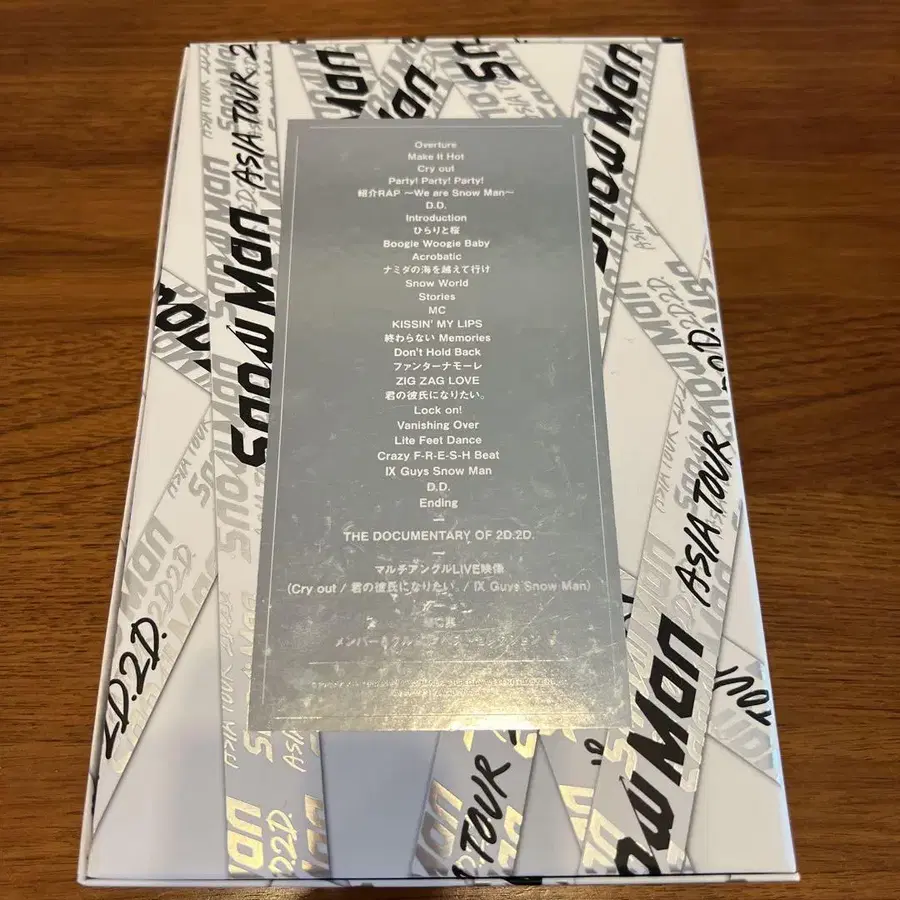 Snow Man ASIA TOUR 2D.2D.
Overture
Make It Hot
Cry out
Party! Party! Party!
紹介RAP ～We are Snow Man～
D.D.
Introduction
ひらりと桜
Boogie Woogie Baby
Acrobatic
ナミダの海を越えて行け
Snow World
Stories
MC
KISSIN' MY LIPS
終わらない Memories
Don't Hold Back
ファンターナモーレ
ZIG ZAG LOVE
君の彼氏になりたい。
Lock on!
Vanishing Over
Lite Feet Dance
Crazy F-R-E-S-H Beat
IX Guys Snow Man
D.D.
Ending
THE DOCUMENTARY OF 2D.2D.
マルチアングルLIVE映像
(Cry out / 君の彼氏になりたい。/ IX Guys Snow Man)
MC集
Snow Man ASIA TOUR
2D.2D.